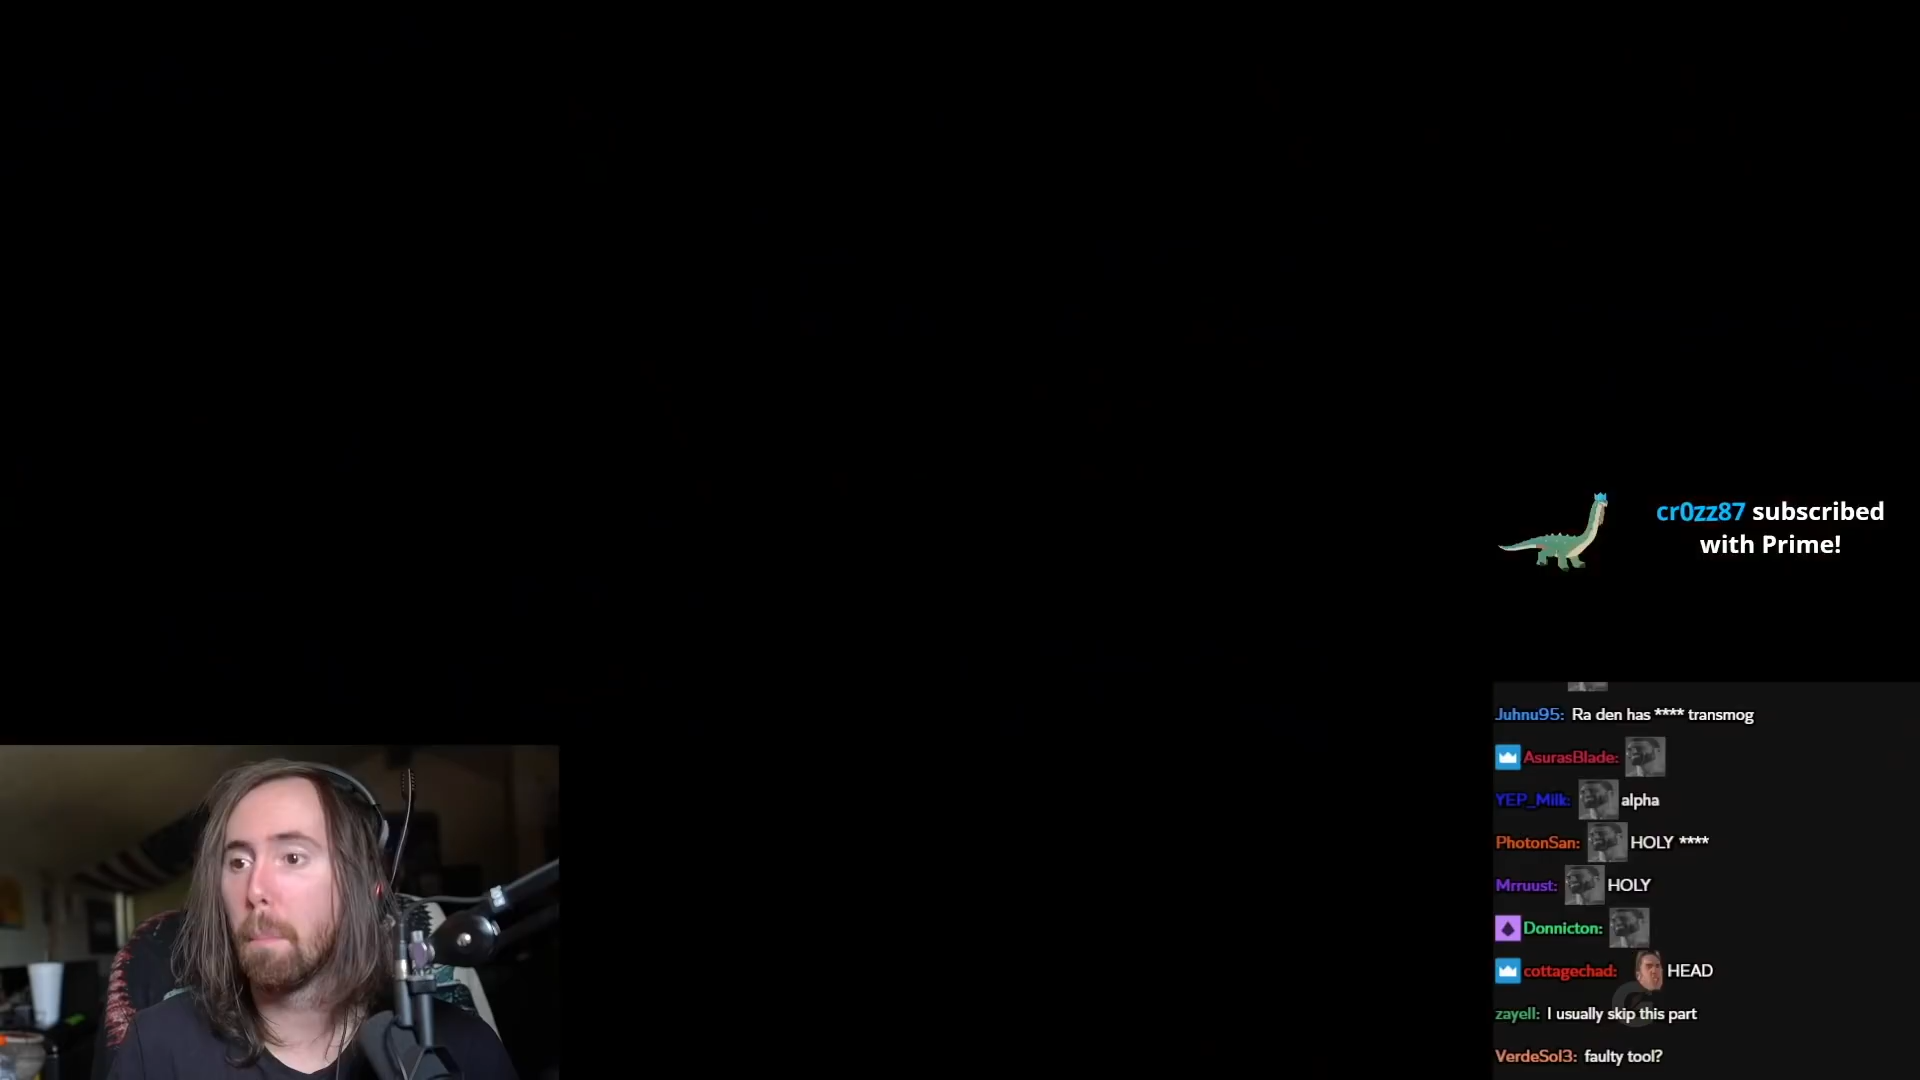 cr0zz87 subscribed
with Prime!
Juhnu95: Ra den has **** transmog
AsurasBlade:
YEP_Milk: alpha
PhotonSan: HOLY ****
Mrruust: HOLY
Donnicton:
cottagechad: HEAD
zayell: I usually skip this part
VerdeSol3: faulty tool?